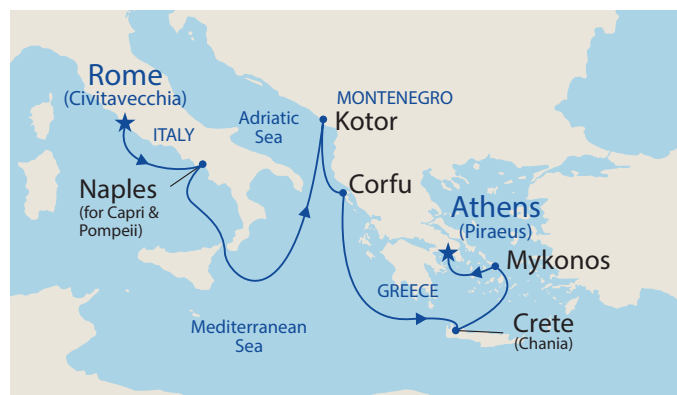 Rome
(Civitavecchia)
ITALY
Adriatic
Sea
MONTENEGRO
Kotor
Naples
(for Capri &
Pompeii)
Corfu
Athens
(Piraeus)
Mykonos
GREECE
Mediterranean
Sea
Crete
(Chania)